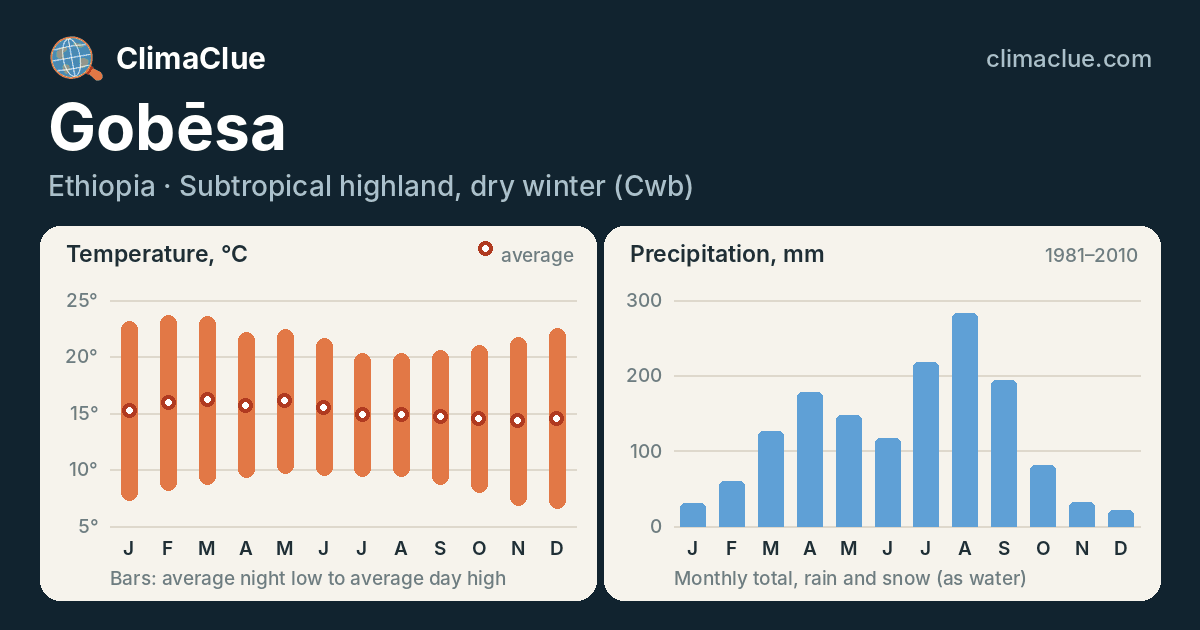 ClimaClue
climaclue.com
Gobēsa
Ethiopia · Subtropical highland, dry winter (Cwb)
Temperature, °C
average
25°
20°
15°
10°
5°
J F M A M J J A S O N D
Bars: average night low to average day high
Precipitation, mm
1981–2010
300
200
100
0
J F M A M J J A S O N D
Monthly total, rain and snow (as water)